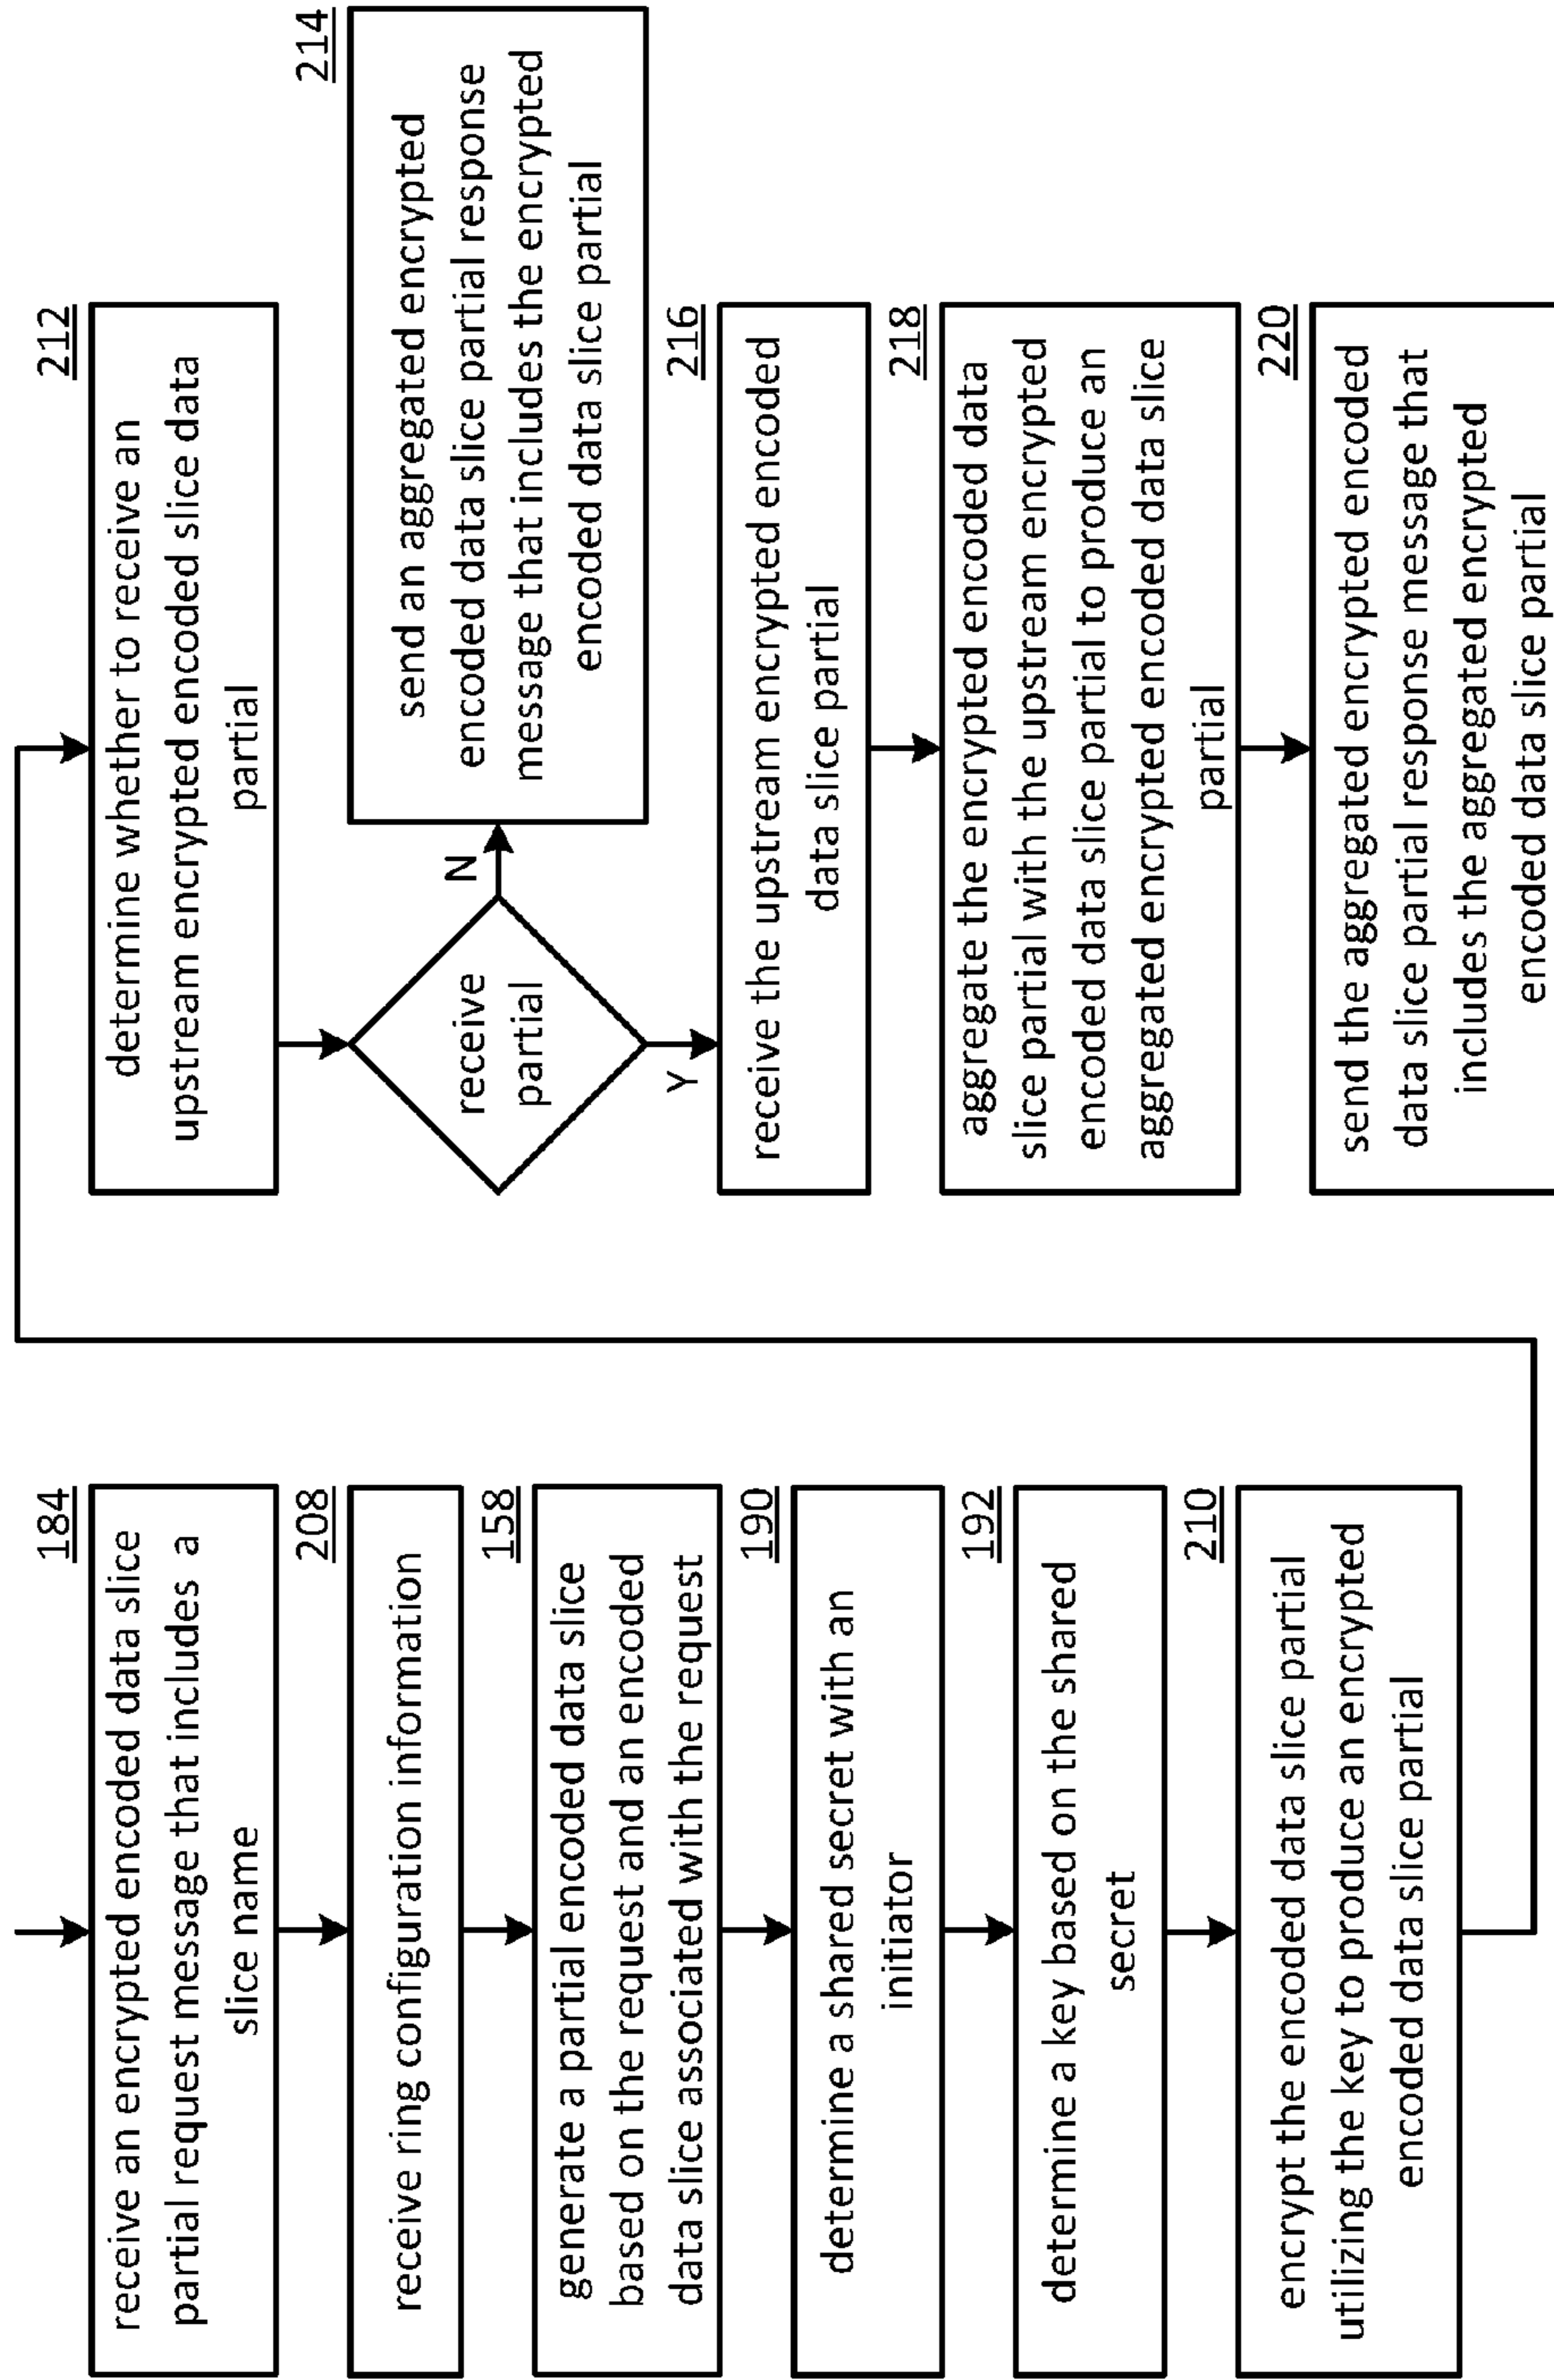 184
receive an encrypted encoded data slice
partial request message that includes a
slice name
208
receive ring configuration information
158
generate a partial encoded data slice
based on the request and an encoded
data slice associated with the request
190
determine a shared secret with an
initiator
192
determine a key based on the shared
secret
210
encrypt the encoded data slice partial
utilizing the key to produce an encrypted
encoded data slice partial
212
determine whether to receive an
upstream encrypted encoded slice data
partial
receive
partial
N
Y
214
send an aggregated encrypted
encoded data slice partial response
message that includes the encrypted
encoded data slice partial
216
receive the upstream encrypted encoded
data slice partial
218
aggregate the encrypted encoded data
slice partial with the upstream encrypted
encoded data slice partial to produce an
aggregated encrypted encoded data slice
partial
220
send the aggregated encrypted encoded
data slice partial response message that
includes the aggregated encrypted
encoded data slice partial